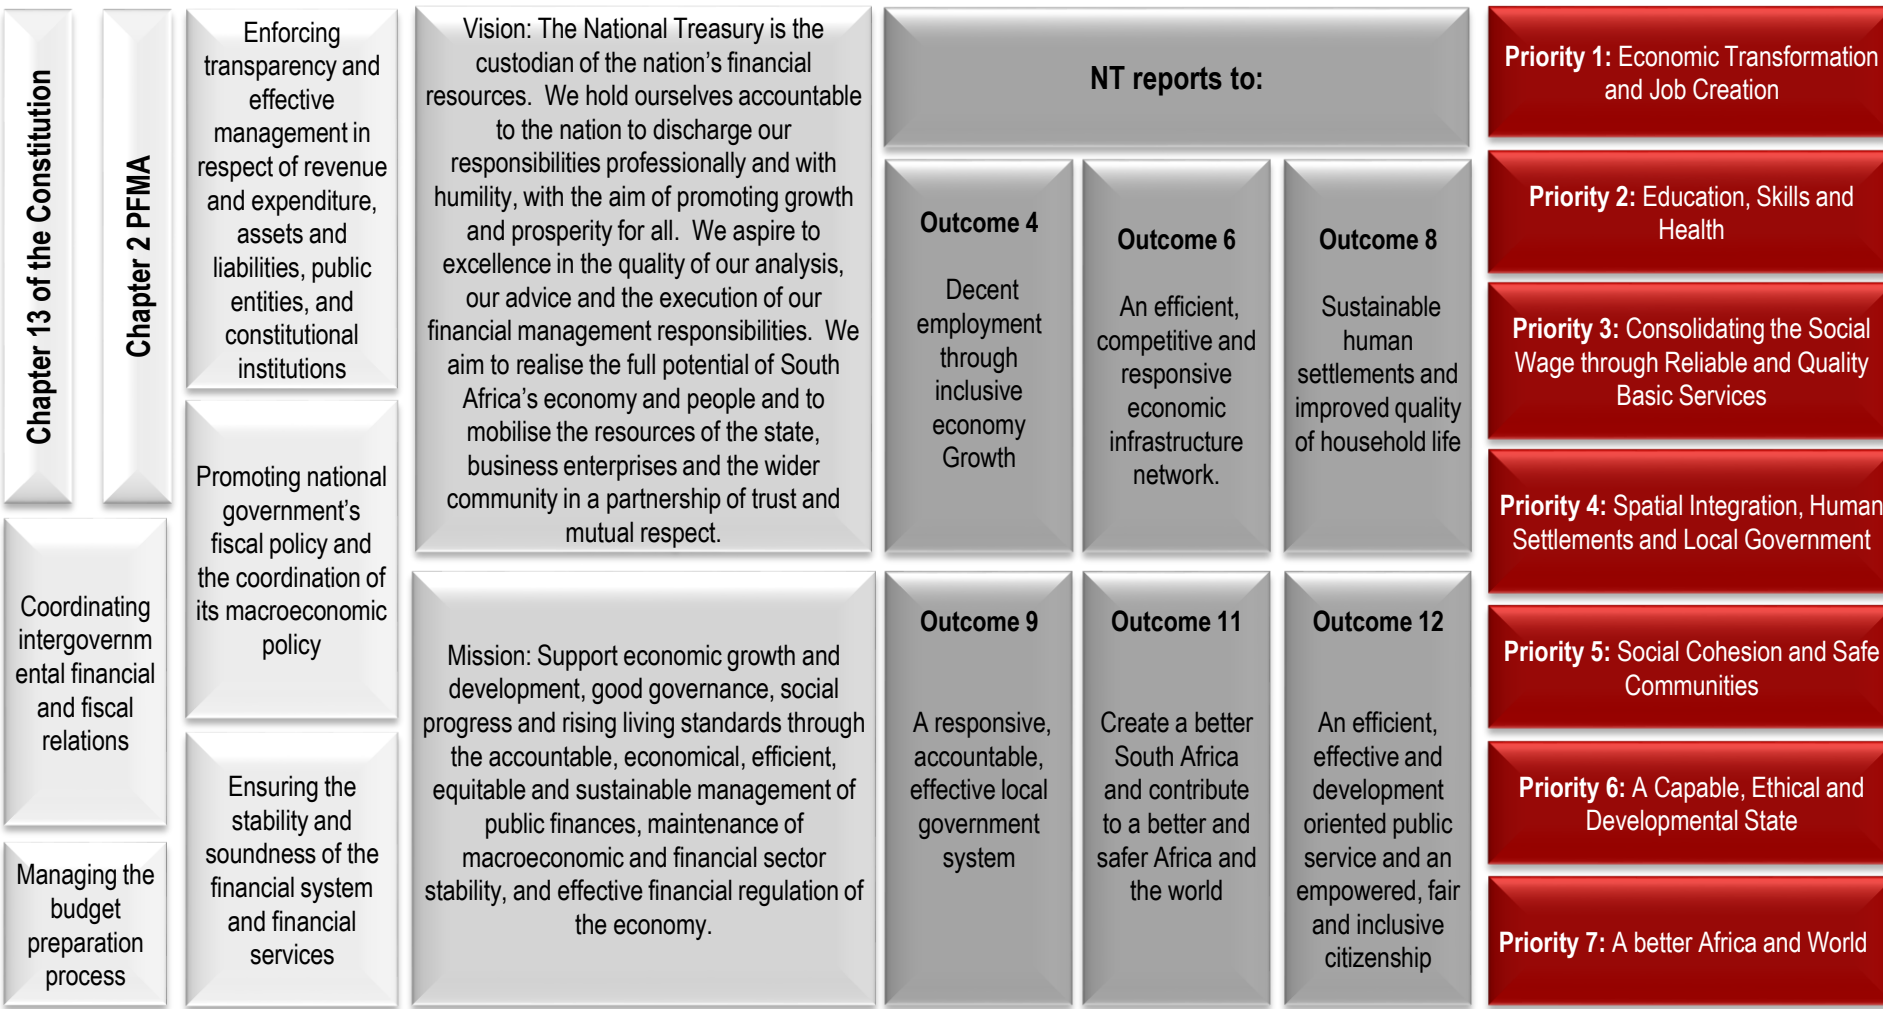 Chapter 13 of the Constitution
Chapter 2 PFMA
Coordinating
intergovernm
ental financial
and fiscal
relations
Managing the
budget
preparation
process
Enforcing
transparency and
effective
management in
respect of revenue
and expenditure,
assets and
liabilities, public
entities, and
constitutional
institutions
Promoting national
government’s
fiscal policy and
the coordination of
its macroeconomic
policy
Ensuring the
stability and
soundness of the
financial system
and financial
services
Vision: The National Treasury is the
custodian of the nation’s financial
resources. We hold ourselves accountable
to the nation to discharge our
responsibilities professionally and with
humility, with the aim of promoting growth
and prosperity for all. We aspire to
excellence in the quality of our analysis,
our advice and the execution of our
financial management responsibilities. We
aim to realise the full potential of South
Africa’s economy and people and to
mobilise the resources of the state,
business enterprises and the wider
community in a partnership of trust and
mutual respect.
Mission: Support economic growth and
development, good governance, social
progress and rising living standards through
the accountable, economical, efficient,
equitable and sustainable management of
public finances, maintenance of
macroeconomic and financial sector
stability, and effective financial regulation of
the economy.
NT reports to:
Outcome 4
Decent
employment
through
inclusive
economy
Growth
Outcome 6
An efficient,
competitive and
responsive
economic
infrastructure
network.
Outcome 8
Sustainable
human
settlements and
improved quality
of household life
Outcome 9
A responsive,
accountable,
effective local
government
system
Outcome 11
Create a better
South Africa
and contribute
to a better and
safer Africa and
the world
Outcome 12
An efficient,
effective and
development
oriented public
service and an
empowered, fair
and inclusive
citizenship
Priority 1: Economic Transformation
and Job Creation
Priority 2: Education, Skills and
Health
Priority 3: Consolidating the Social
Wage through Reliable and Quality
Basic Services
Priority 4: Spatial Integration, Human
Settlements and Local Government
Priority 5: Social Cohesion and Safe
Communities
Priority 6: A Capable, Ethical and
Developmental State
Priority 7: A better Africa and World